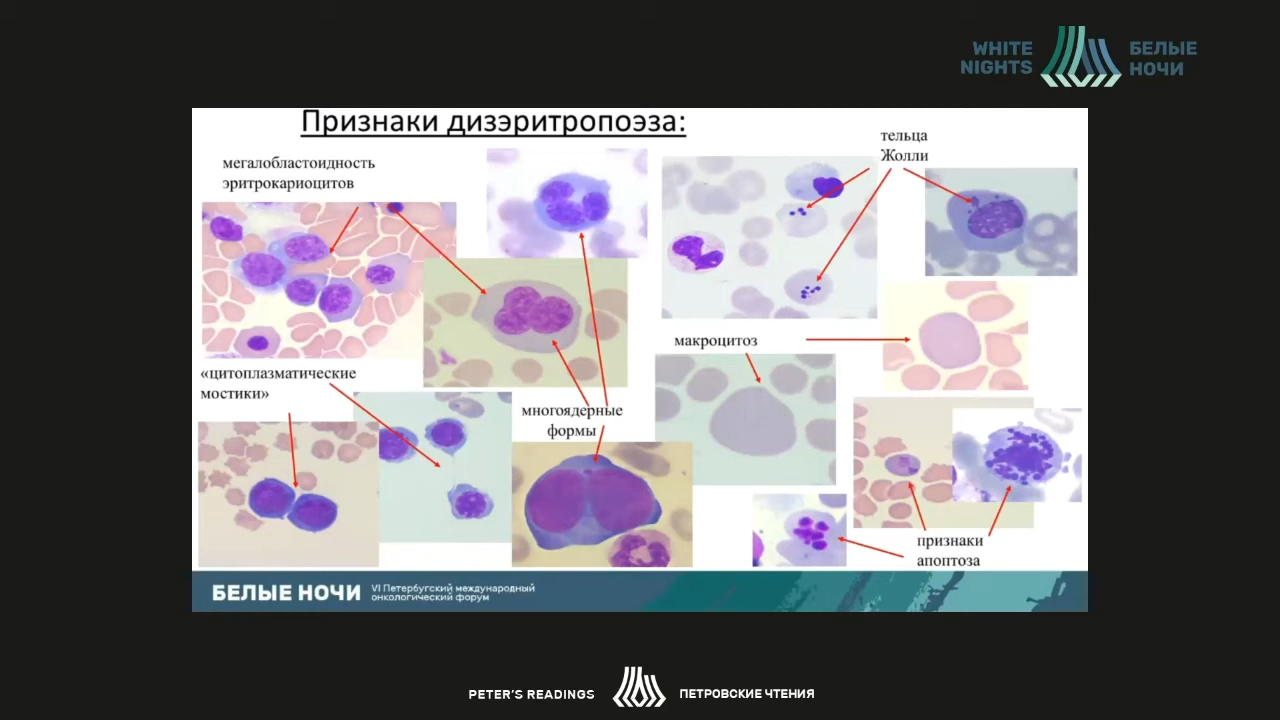 WHITE
NIGHTS
БЕЛЫЕ
НОЧИ
Признаки дизэритропоэза:
мегалобластоидность
эритрокариоцитов
тельца
Жолли
макроцитоз
«цитоплазматические
мостики»
многоядерные
формы
признаки
апоптоза
БЕЛЫЕ НОЧИ
VI Петербугский международный
онкологический форум
PETER'S READINGS
ПЕТРОВСКИЕ ЧТЕНИЯ